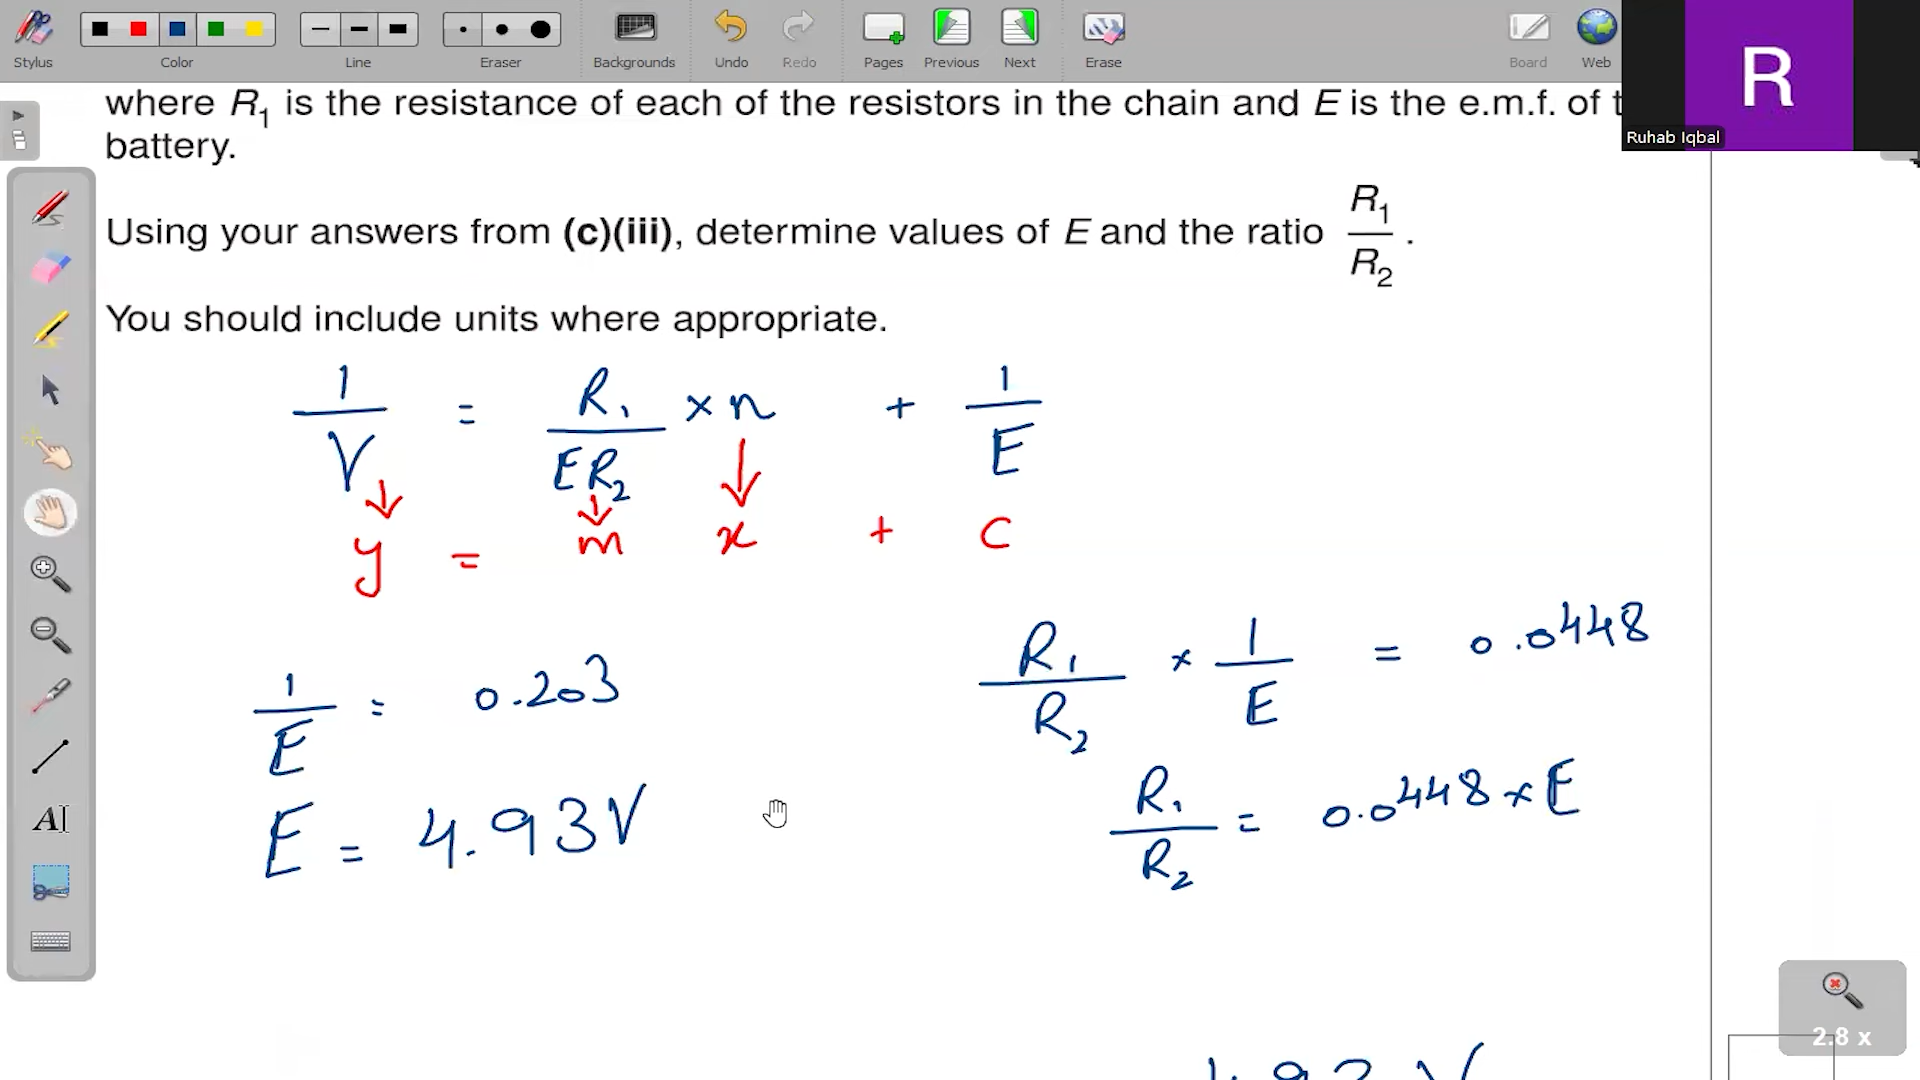 Stylus Color Line Eraser Backgrounds Undo Redo Pages Previous Next Erase Board Web
R
Ruhab Iqbal
where R₁ is the resistance of each of the resistors in the chain and E is the e.m.f. of
battery.
Using your answers from (c)(iii), determine values of E and the ratio R₁/R₂.
You should include units where appropriate.
1/V = R₁/ER₂ × n + 1/E
y = m x + c
1/E = 0.203
R₁/R₂ × 1/E = 0.0448
E = 4.93V
R₁/R₂ = 0.0448 × E
AI
2.8 x